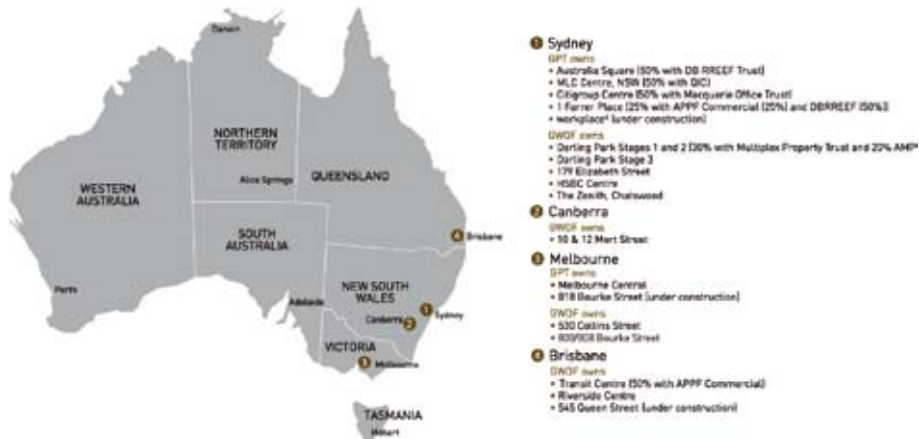 Darwin
NORTHERN
TERRITORY
Alice Springs
QUEENSLAND
WESTERN
AUSTRALIA
SOUTH
AUSTRALIA
4 Brisbane
Perth
Adelaide
NEW SOUTH
WALES
1 Sydney
Canberra 2
VICTORIA
3 Melbourne
TASMANIA
Hobart
1 Sydney
GPT owns
• Australia Square (50% with DB RREEF Trust)
• MLC Centre, NSW (50% with QIC)
• Citigroup Centre (50% with Macquarie Office Trust)
• 1 Farrer Place (25% with APPF Commercial (25%) and DBRREEF (50%))
• workplace⁶ (under construction)
GWOF owns
• Darling Park Stages 1 and 2 (30% with Multiplex Property Trust and 20% AMP
• Darling Park Stage 3
• 179 Elizabeth Street
• HSBC Centre
• The Zenith, Chatswood
2 Canberra
GWOF owns
• 10 & 12 Mort Street
3 Melbourne
GPT owns
• Melbourne Central
• 818 Bourke Street (under construction)
GWOF owns
• 530 Collins Street
• 800/808 Bourke Street
4 Brisbane
GWOF owns
• Transit Centre (50% with APPF Commercial)
• Riverside Centre
• 545 Queen Street (under construction)